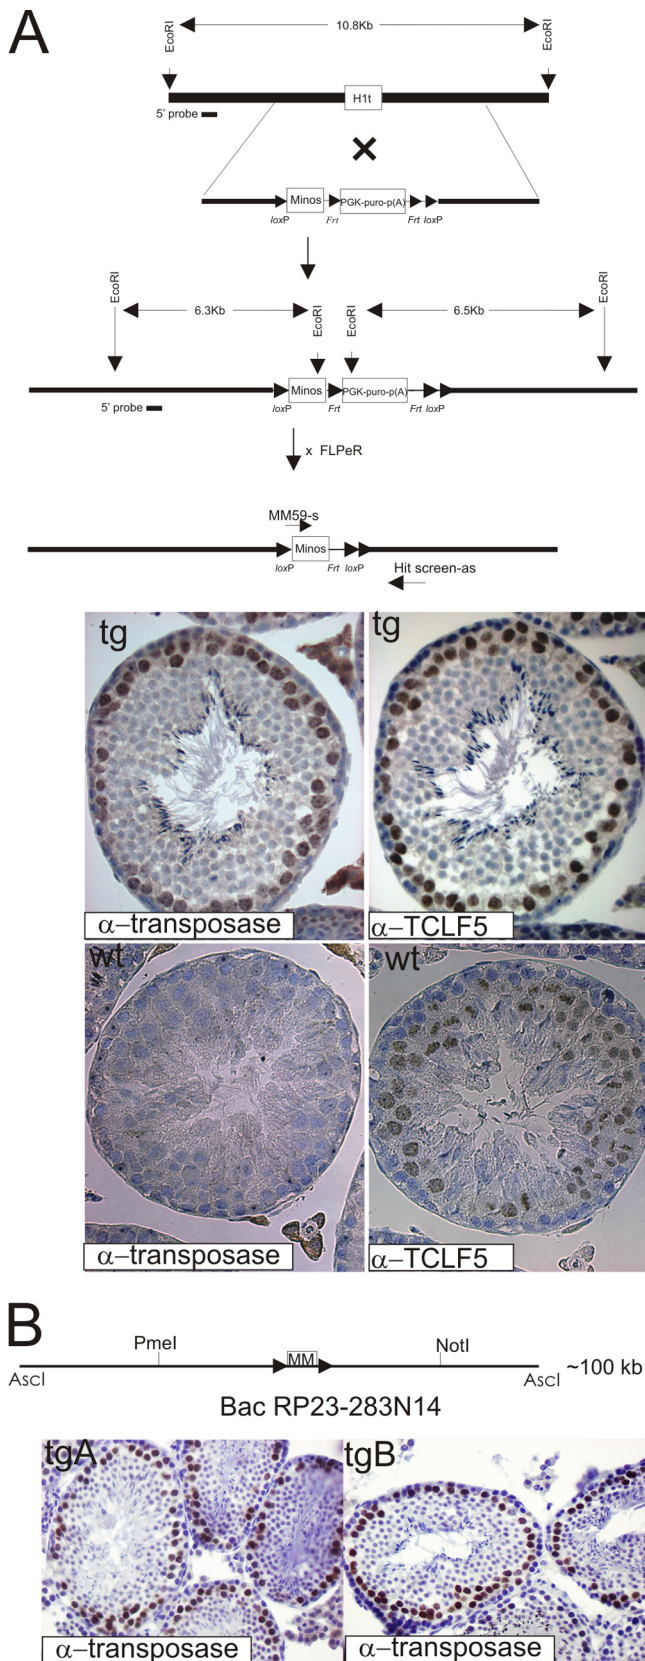 A
10.8Kb
EcoRI
EcoRI
H1t
5' probe
Minos
PGK-puro-p(A)
loxP
Frt
Frt
loxP
EcoRI
EcoRI
EcoRI
EcoRI
6.3Kb
6.5Kb
Minos
PGK-puro-p(A)
loxP
Frt
Frt
loxP
5' probe
x FLPeR
MM59-s
Minos
loxP
Frt
loxP
Hit screen-as
tg
tg
α–transposase
α–TCLF5
wt
wt
α–transposase
α–TCLF5
B
PmeI
MM
NotI
AscI
AscI
~100 kb
Bac RP23-283N14
tgA
tgB
α–transposase
α–transposase